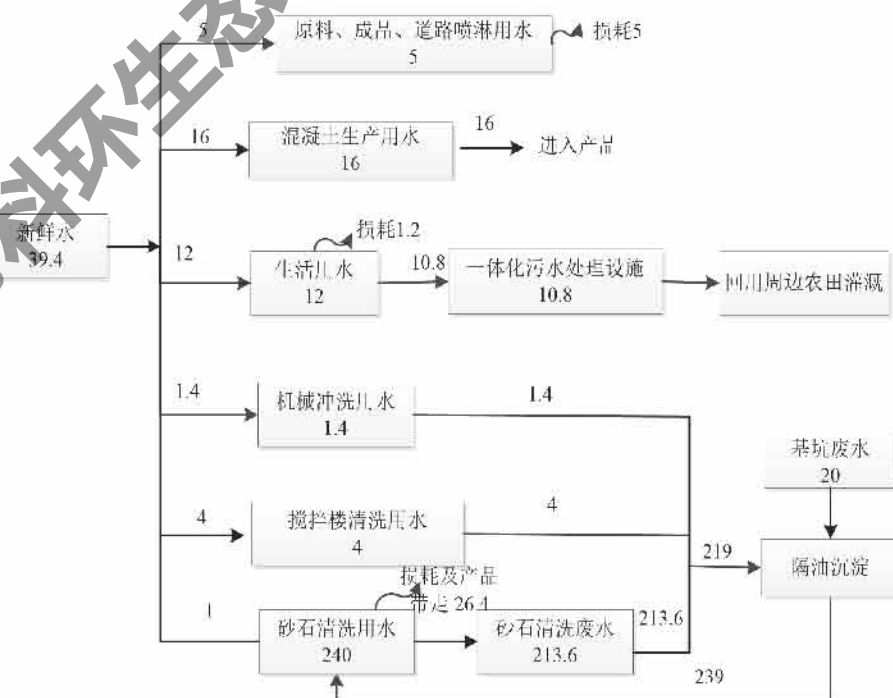 科环生态
5
原料、成品、道路喷淋用水
5
损耗5
16
混凝土生产用水
16
16
进入产品
新鲜水
39.4
12
损耗1.2
生活用水
12
10.8
一体化污水处理设施
10.8
回用周边农田灌溉
1.4
机械冲洗用水
1.4
1.4
基坑废水
20
4
搅拌楼清洗用水
4
4
219
隔油沉淀
损耗及产品
带走 26.4
1
砂石清洗用水
240
砂石清洗废水
213.6
213.6
239